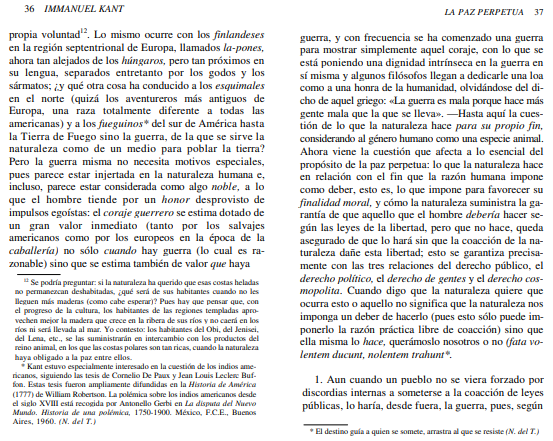 36 IMMANUEL KANT
propia voluntad¹². Lo mismo ocurre con los finlandeses
en la región septentrional de Europa, llamados la-pones,
ahora tan alejados de los húngaros, pero tan próximos en
su lengua, separados entretanto por los godos y los
sármatos; ¿y qué otra cosa ha conducido a los esquimales
en el norte (quizá los aventureros más antiguos de
Europa, una raza totalmente diferente a todas las
americanas) y a los fueguinos* del sur de América hasta
la Tierra de Fuego sino la guerra, de la que se sirve la
naturaleza como de un medio para poblar la tierra?
Pero la guerra misma no necesita motivos especiales,
pues parece estar injertada en la naturaleza humana e,
incluso, parece estar considerada como algo noble, a lo
que el hombre tiende por un honor desprovisto de
impulsos egoístas: el coraje guerrero se estima dotado de
un gran valor inmediato (tanto por los salvajes
americanos como por los europeos en la época de la
caballería) no sólo cuando hay guerra (lo cual es ra-
zonable) sino que se estima también de valor que haya
¹² Se podría preguntar: si la naturaleza ha querido que esas costas heladas
no permanezcan deshabitadas, ¿qué será de sus habitantes cuando no les
lleguen más maderas (como cabe esperar)? Pues hay que pensar que, con
el progreso de la cultura, los habitantes de las regiones templadas apro-
vechen mejor la madera que crece en la ribera de sus ríos y no caerá en los
ríos ni será llevada al mar. Yo contesto: los habitantes del Obi, del Jenisei,
del Lena, etc., se las suministrarán en intercambio con los productos del
reino animal, en los que las costas polares son tan ricas, cuando la naturaleza
haya obligado a la paz entre ellos.
* Kant estuvo especialmente interesado en la cuestión de los indios ame-
ricanos, siguiendo las tesis de Cornelio De Paux y Jean Louis Leclerc Buf-
fon. Estas tesis fueron ampliamente difundidas en la Historia de América
(1777) de William Robertson. La polémica sobre los indios americanos desde
el siglo XVIII está recogida por Antonello Gerbi en La disputa del Nuevo
Mundo. Historia de una polémica, 1750-1900. México, F.C.E., Buenos
Aires, 1960. (N. del T.)
LA PAZ PERPETUA 37
guerra, y con frecuencia se ha comenzado una guerra
para mostrar simplemente aquel coraje, con lo que se
está poniendo una dignidad intrínseca en la guerra en
sí misma y algunos filósofos llegan a dedicarle una loa
como a una honra de la humanidad, olvidándose del di-
cho de aquel griego: «La guerra es mala porque hace más
gente mala que la que se lleva». —Hasta aquí la cues-
tión de lo que la naturaleza hace para su propio fin,
considerando al género humano como una especie animal.
Ahora viene la cuestión que afecta a lo esencial del
propósito de la paz perpetua: lo que la naturaleza hace
en relación con el fin que la razón humana impone
como deber, esto es, lo que impone para favorecer su
finalidad moral, y cómo la naturaleza suministra la ga-
rantía de que aquello que el hombre debería hacer se-
gún las leyes de la libertad, pero que no hace, queda
asegurado de que lo hará sin que la coacción de la na-
turaleza dañe esta libertad; esto se garantiza precisa-
mente con las tres relaciones del derecho público, el
derecho político, el derecho de gentes y el derecho cos-
mopolita. Cuando digo que la naturaleza quiere que
ocurra esto o aquello no significa que la naturaleza nos
imponga un deber de hacerlo (pues esto sólo puede im-
ponerlo la razón práctica libre de coacción) sino que
ella misma lo hace, querámoslo nosotros o no (fata vo-
lentem ducunt, nolentem trahunt*.
1. Aun cuando un pueblo no se viera forzado por
discordias internas a someterse a la coacción de leyes
públicas, lo haría, desde fuera, la guerra, pues, según
* El destino guía a quien se somete, arrastra al que se resiste (N. del T.)